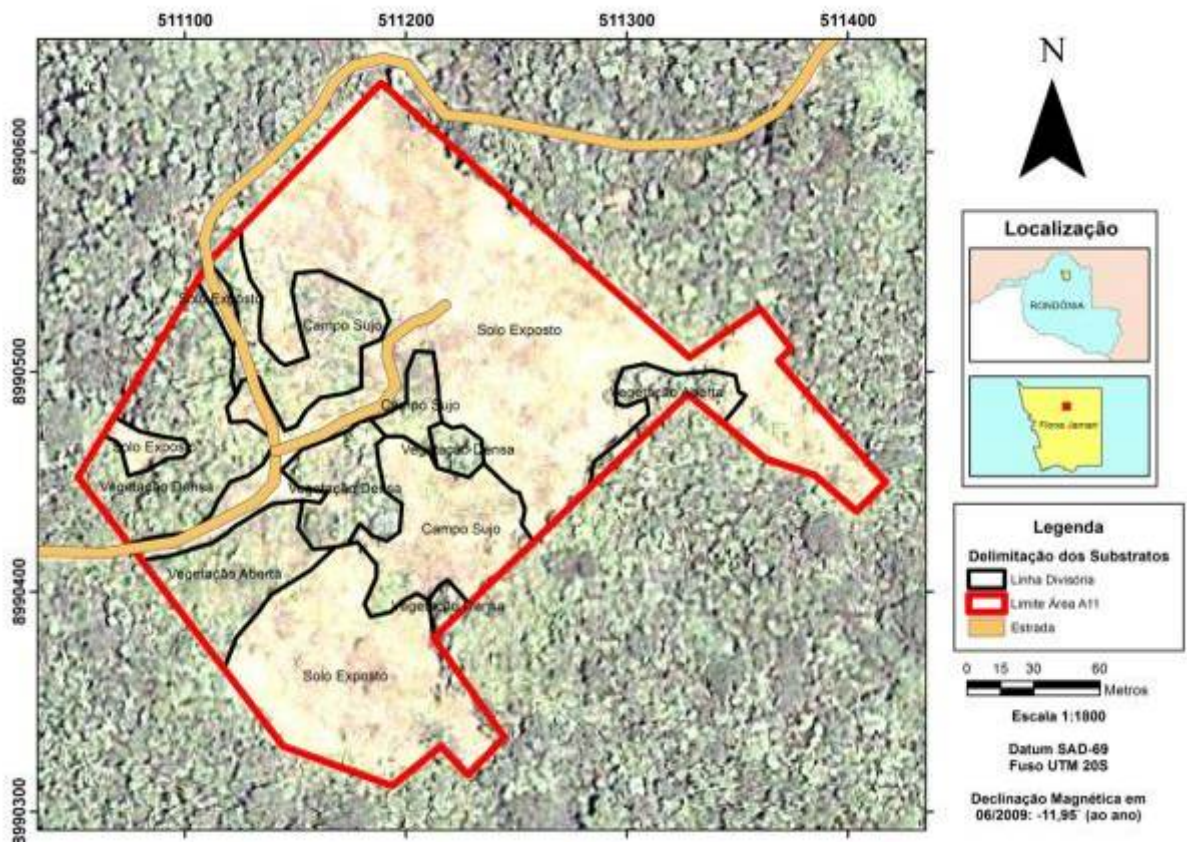 511100 511200 511300 511400
8990600
8990500
8990400
8990300
Solo Exposto
Campo Sujo
Solo Exposto
Vegetação Aberta
Campo Sujo
Solo Exposto
Vegetação Densa
Vegetação Densa
Vegetação Densa
Campo Sujo
Vegetação Aberta
Vegetação Densa
Solo Exposto
N
Localização
RONDÔNIA
Flona Jamari
Legenda
Delimitação dos Substratos
Linha Divisória
Limite Área A11
Estrada
0 15 30 60
Metros
Escala 1:1800
Datum SAD-69
Fuso UTM 20S
Declinação Magnética em
06/2009: -11,95° (ao ano)